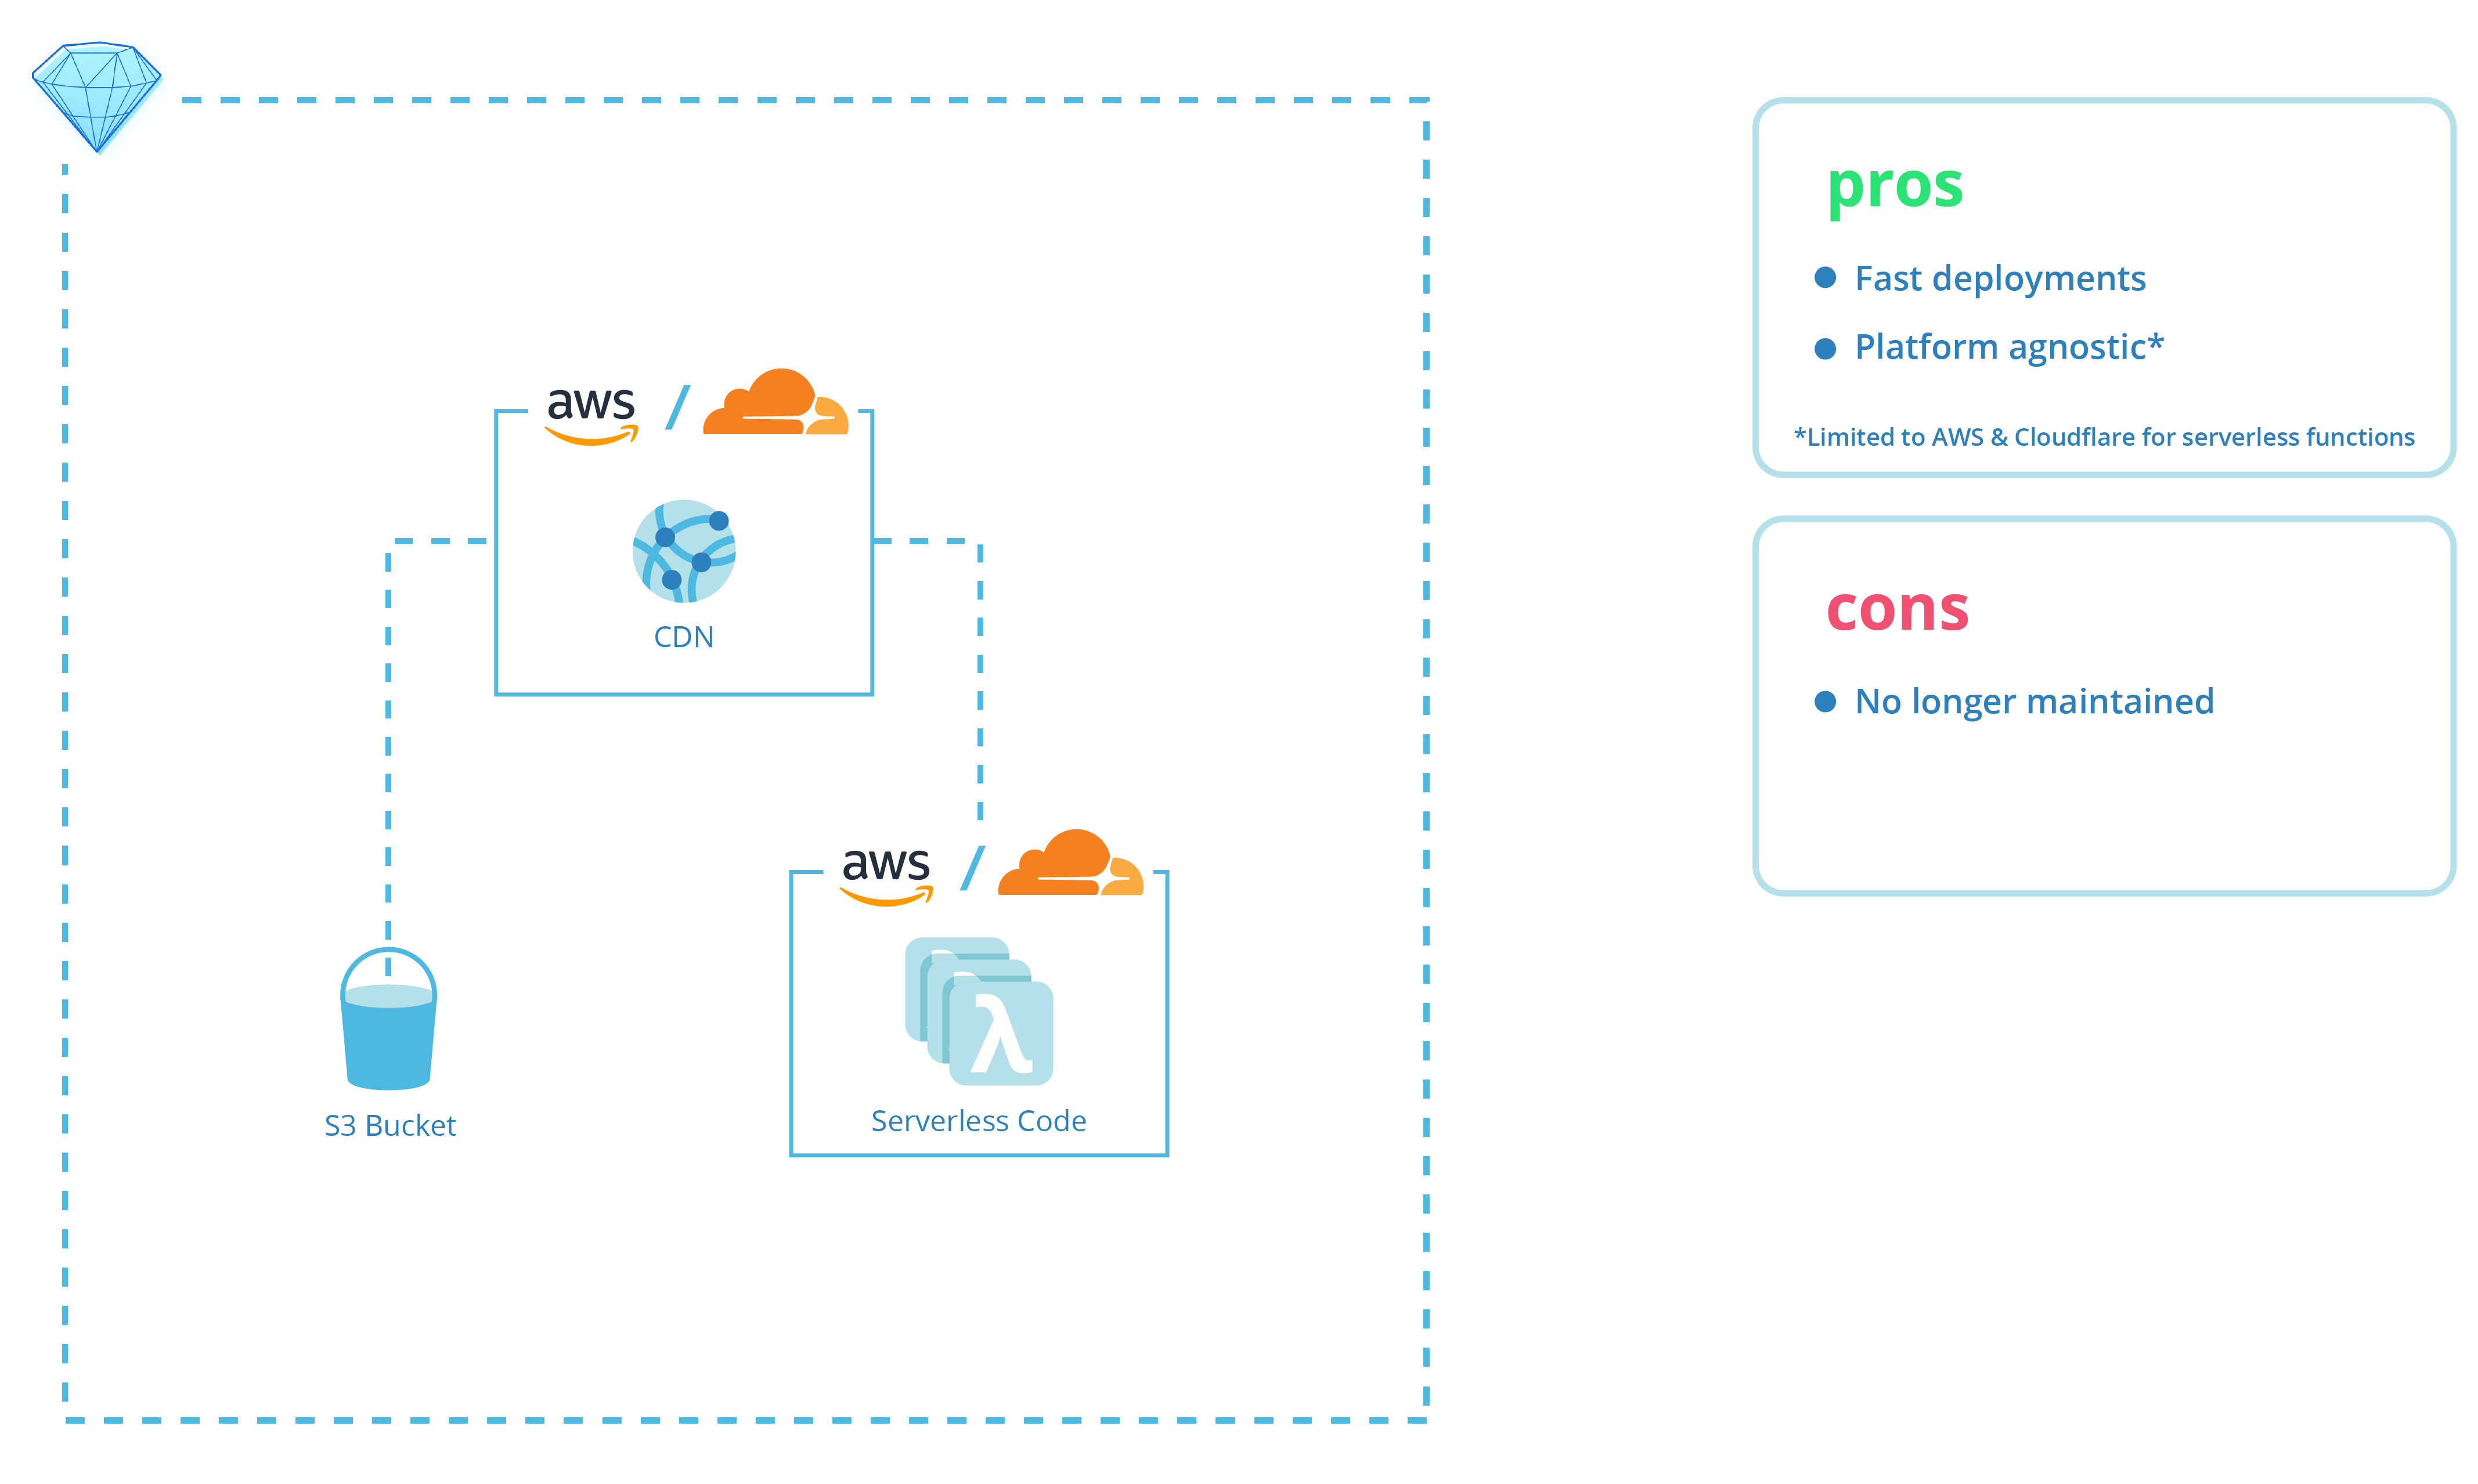 aws /
CDN
S3 Bucket
aws /
λ
Serverless Code
pros
Fast deployments
Platform agnostic*
*Limited to AWS & Cloudflare for serverless functions
cons
No longer maintained